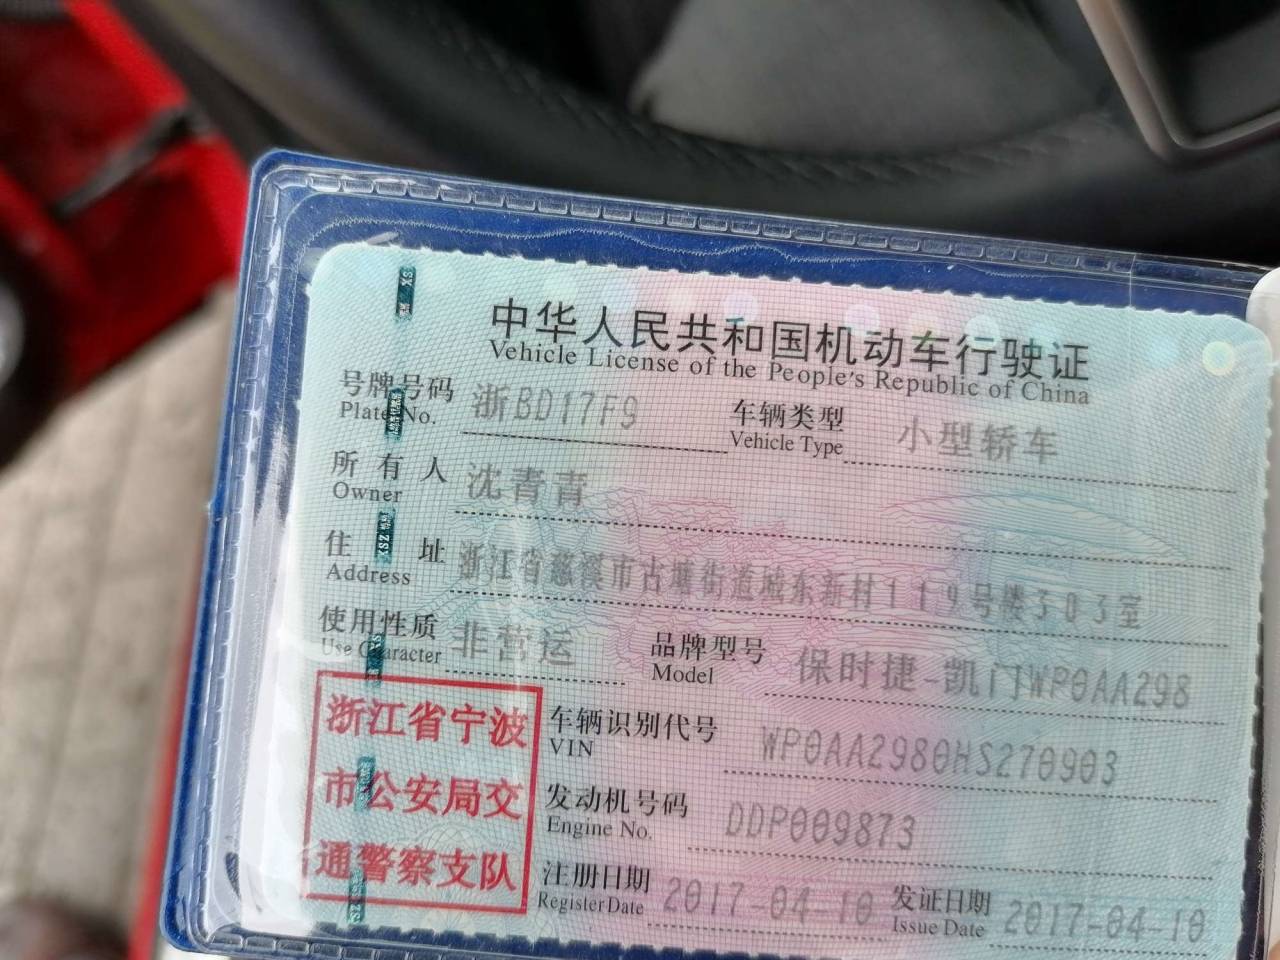 中华人民共和国机动车行驶证
Vehicle License of the People's Republic of China
号牌号码 浙BD17F9 车辆类型 小型轿车
Plate No. Vehicle Type
所有人 沈青青
Owner
住址 浙江省慈溪市古塘街道城东新村119号楼303室
Address
使用性质 非营运 品牌型号 保时捷-凯门WP0AA298
Use Character Model
浙江省宁波
市公安局交
通警察支队
车辆识别代号 WP0AA2980HS270903
VIN
发动机号码 DDP009873
Engine No.
注册日期 2017-04-10 发证日期 2017-04-10
Register Date Issue Date